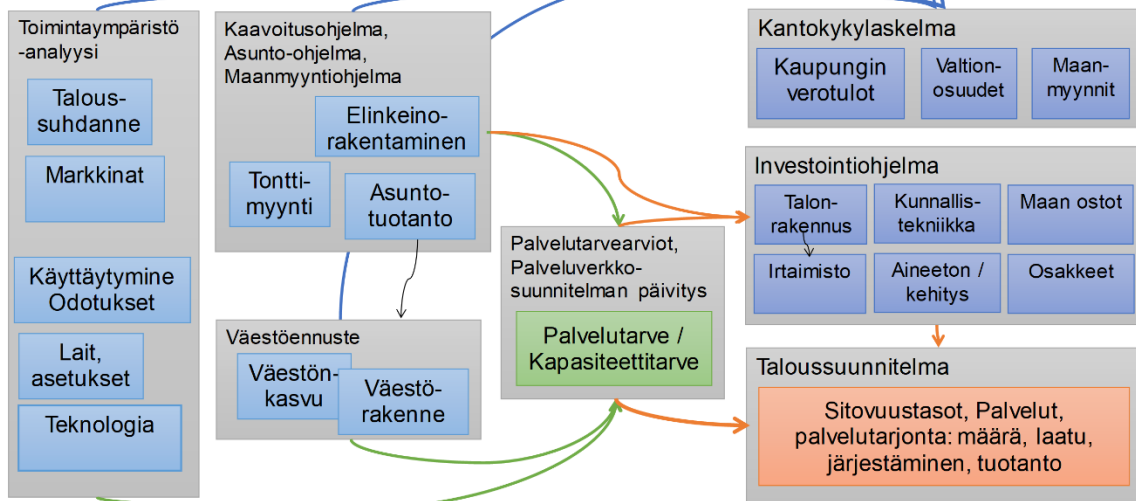 Toimintaympäristö
-analyysi
Talous-
suhdanne
Markkinat
Käyttäytymine
Odotukset
Lait,
asetukset
Teknologia
Kaavoitusohjelma,
Asunto-ohjelma,
Maanmyyntiohjelma
Elinkeino-
rakentaminen
Tontti-
myynti
Asunto-
tuotanto
Väestöennuste
Väestön-
kasvu
Väestö-
rakenne
Palvelutarvearviot,
Palveluverkko-
suunnitelman päivitys
Palvelutarve /
Kapasiteettitarve
Kantokykylaskelma
Kaupungin
verotulot
Valtion-
osuudet
Maan-
myynnit
Investointiohjelma
Talon-
rakennus
Kunnallis-
tekniikka
Maan ostot
Irtaimisto
Aineeton /
kehitys
Osakkeet
Taloussuunnitelma
Sitovuustasot, Palvelut,
palvelutarjonta: määrä, laatu,
järjestäminen, tuotanto